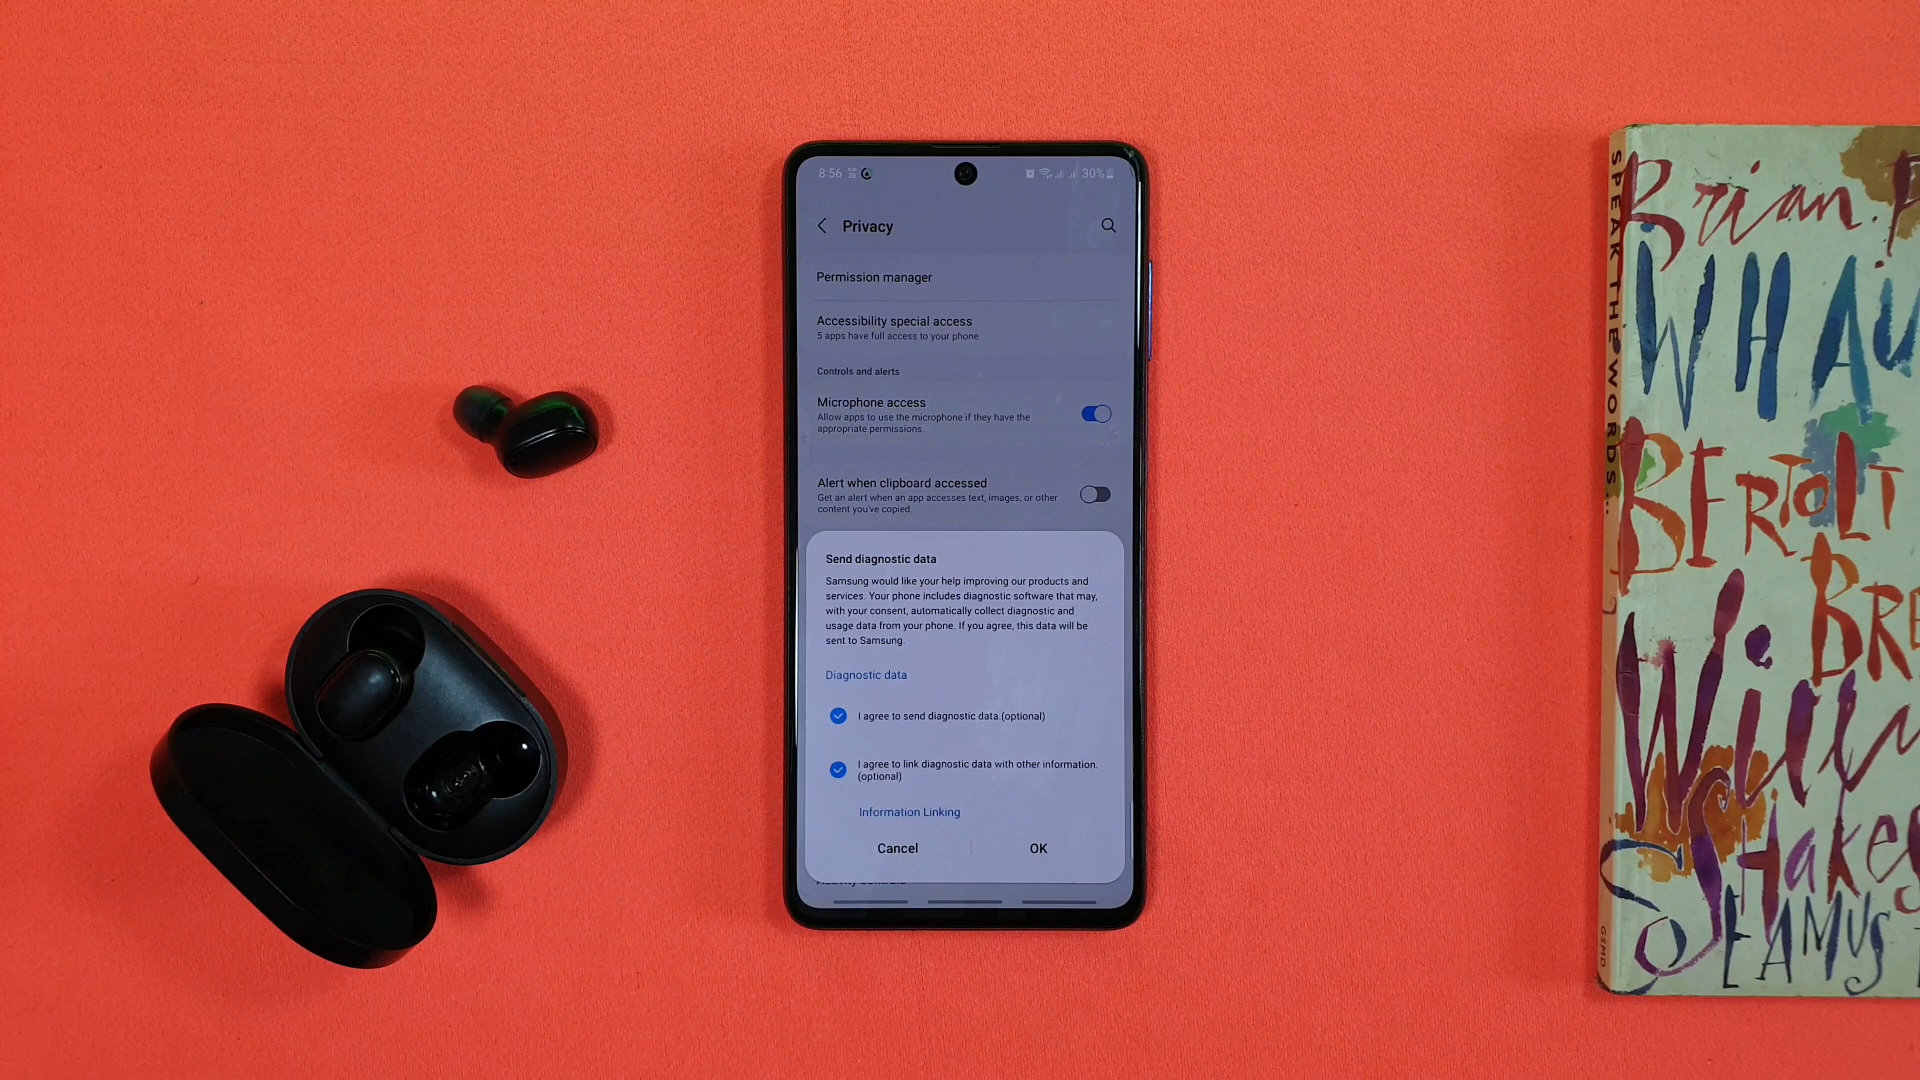 8:56
30%
Privacy
Permission manager
Accessibility special access
5 apps have full access to your phone
Controls and alerts
Microphone access
Allow apps to use the microphone if they have the
appropriate permissions.
Alert when clipboard accessed
Get an alert when an app accesses text, images, or other
content you've copied.
Send diagnostic data
Samsung would like your help improving our products and
services. Your phone includes diagnostic software that may,
with your consent, automatically collect diagnostic and
usage data from your phone. If you agree, this data will be
sent to Samsung.
Diagnostic data
I agree to send diagnostic data.(optional)
I agree to link diagnostic data with other information.
(optional)
Information Linking
Cancel
OK
SPEAK THE WORDS...
GSMD
Brian.
WHAU
BERTOLT
BRE
Willi
Shakes
SEAMUS